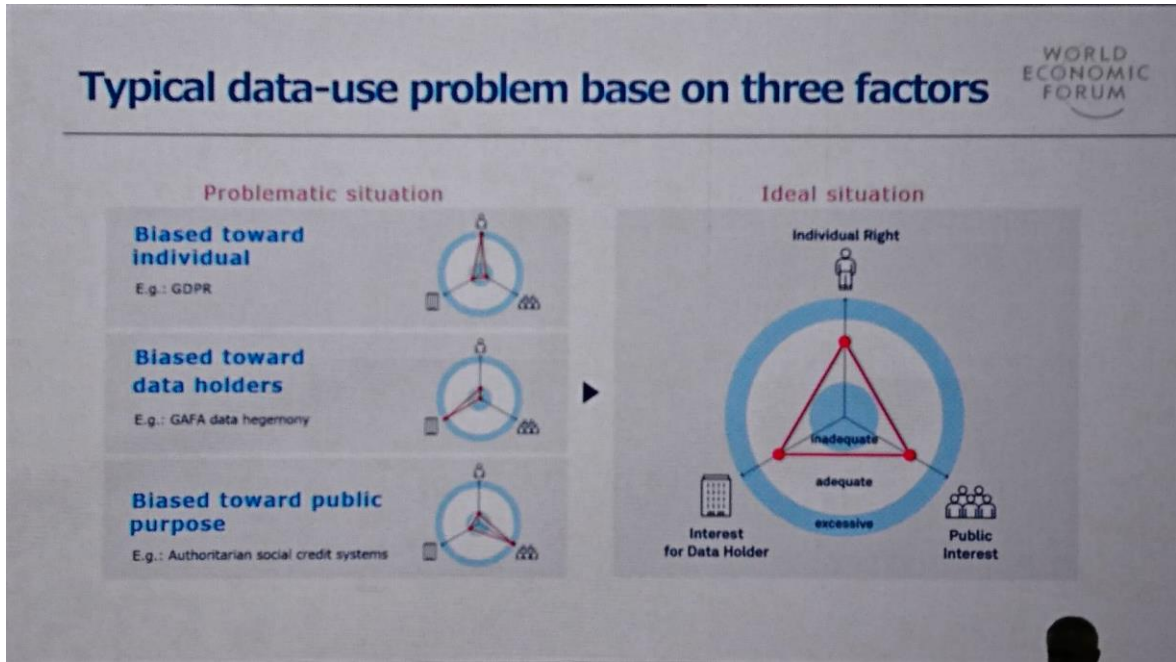 Typical data-use problem base on three factors
WORLD
ECONOMIC
FORUM
Problematic situation
Biased toward
individual
E.g.: GDPR
Biased toward
data holders
E.g.: GAFA data hegemony
Biased toward public
purpose
E.g.: Authoritarian social credit systems
Ideal situation
Individual Right
inadequate
adequate
excessive
Interest
for Data Holder
Public
Interest